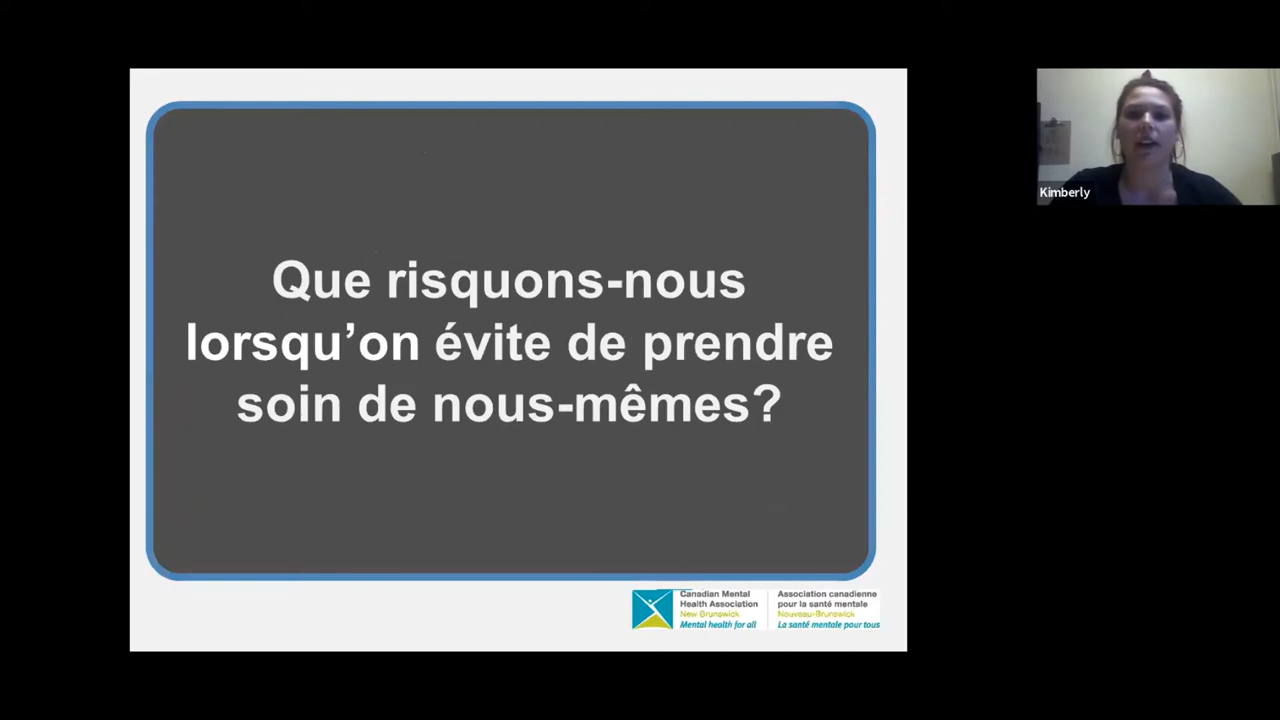 Que risquons-nous
lorsqu’on évite de prendre
soin de nous-mêmes?
Kimberly
Canadian Mental
Health Association
New Brunswick
Mental health for all
Association canadienne
pour la santé mentale
Nouveau-Brunswick
La santé mentale pour tous